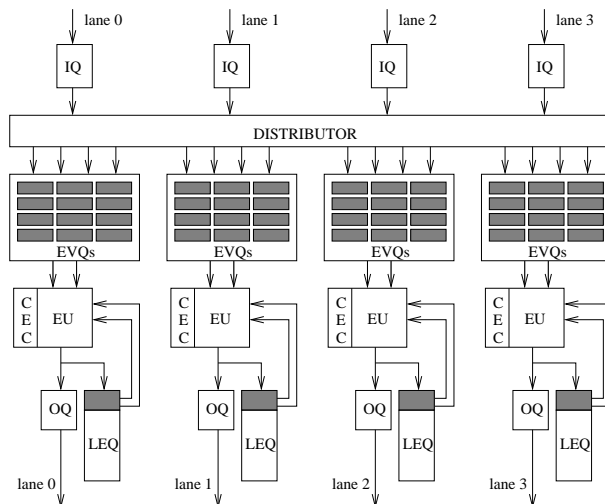 lane 0 lane 1 lane 2 lane 3
IQ IQ IQ IQ
DISTRIBUTOR
EVQs EVQs EVQs EVQs
C E C EU C E C EU C E C EU C E C EU
OQ OQ OQ OQ
LEQ LEQ LEQ LEQ
lane 0 lane 1 lane 2 lane 3